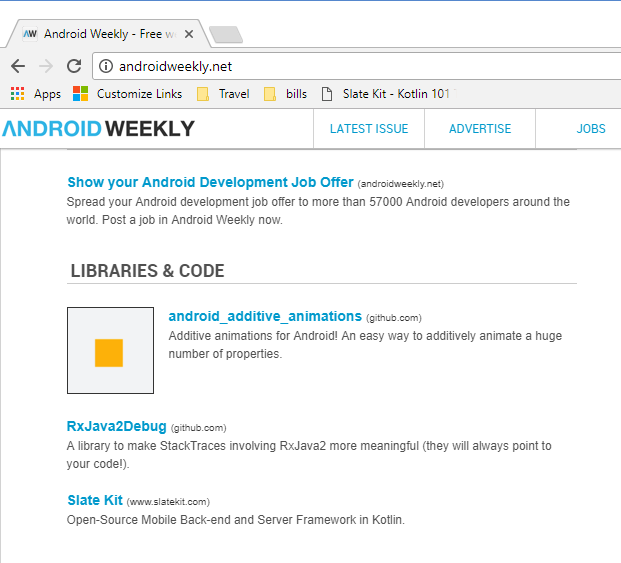 AW Android Weekly - Free w
androidweekly.net
Apps Customize Links Travel bills Slate Kit - Kotlin 101
ANDROID WEEKLY LATEST ISSUE ADVERTISE JOBS
Show your Android Development Job Offer (androidweekly.net)
Spread your Android development job offer to more than 57000 Android developers around the
world. Post a job in Android Weekly now.
LIBRARIES & CODE
android_additive_animations (github.com)
Additive animations for Android! An easy way to additively animate a huge
number of properties.
RxJava2Debug (github.com)
A library to make StackTraces involving RxJava2 more meaningful (they will always point to
your code!).
Slate Kit (www.slatekit.com)
Open-Source Mobile Back-end and Server Framework in Kotlin.